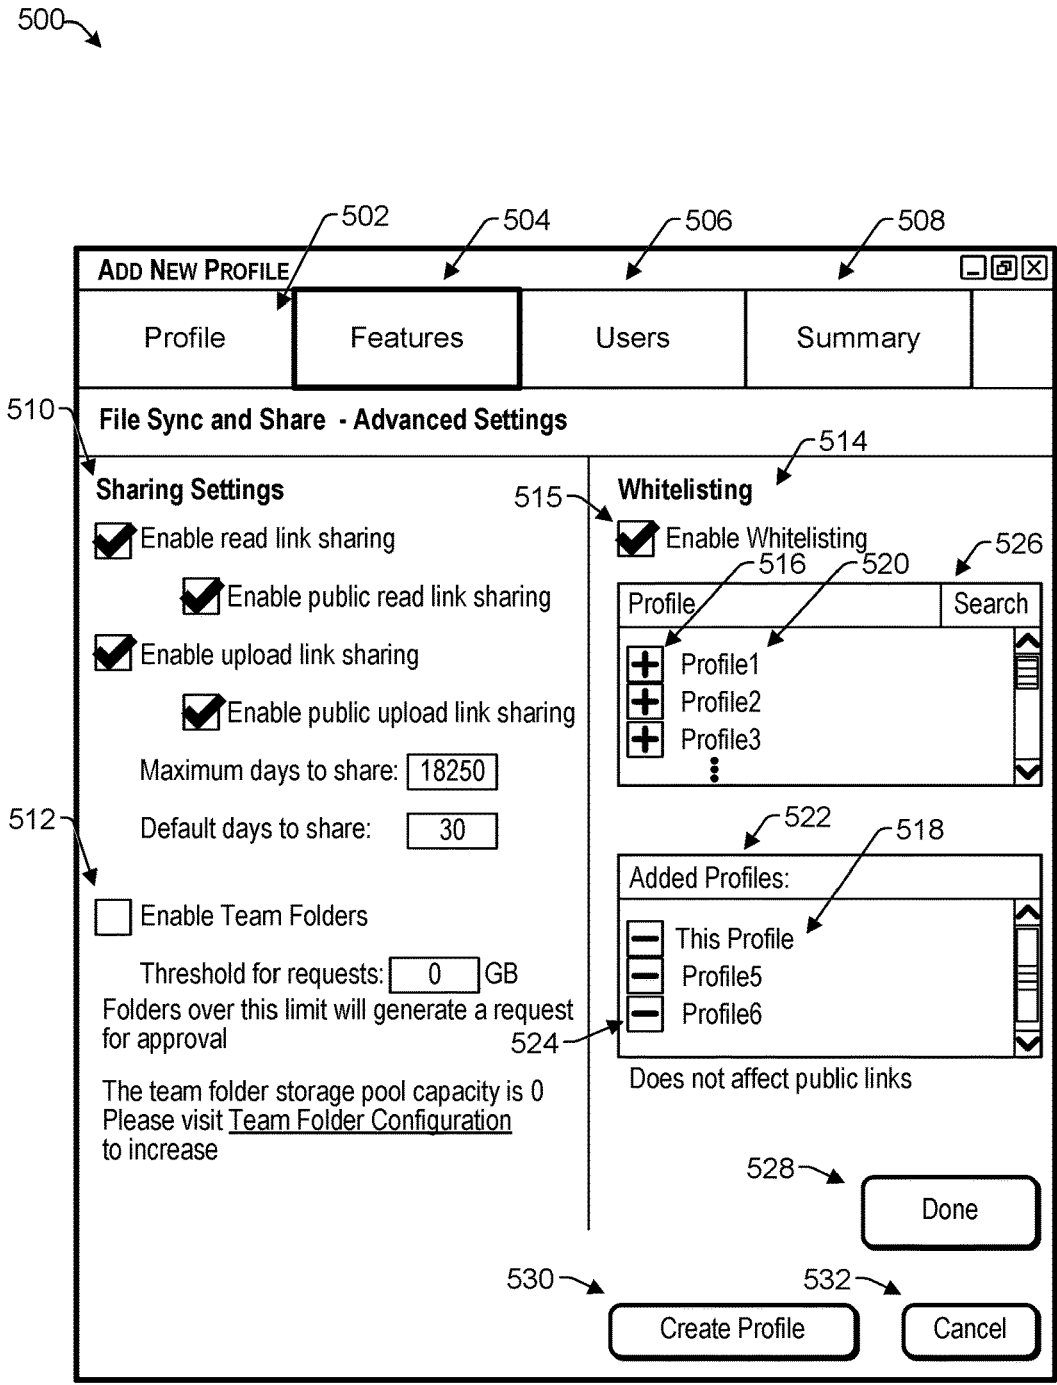 500
502
504
506
508
ADD NEW PROFILE
Profile
Features
Users
Summary
510
File Sync and Share - Advanced Settings
514
Sharing Settings
515
Whitelisting
Enable read link sharing
Enable Whitelisting
516
520
526
Enable public read link sharing
Profile
Search
Enable upload link sharing
Profile1
Enable public upload link sharing
Profile2
Profile3
Maximum days to share: 18250
512
Default days to share: 30
522
518
Added Profiles:
Enable Team Folders
This Profile
Threshold for requests: 0 GB
Profile5
Folders over this limit will generate a request
for approval
Profile6
524
Does not affect public links
The team folder storage pool capacity is 0
Please visit Team Folder Configuration
to increase
528
Done
530
532
Create Profile
Cancel